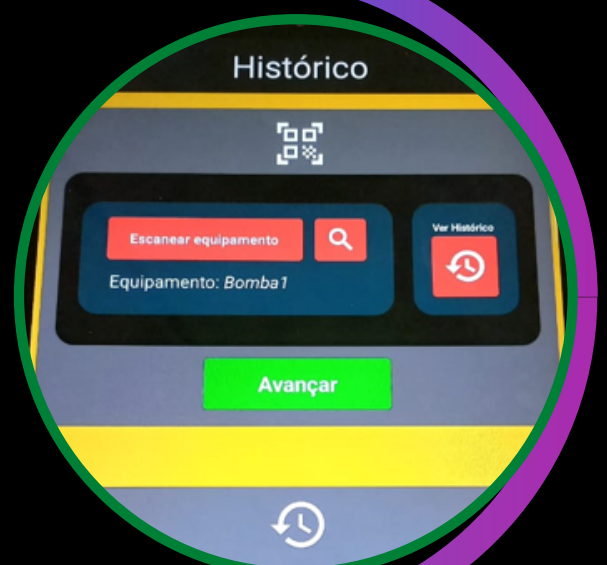 Histórico
Escanear equipamento
Ver Histórico
Equipamento: Bomba1
Avançar